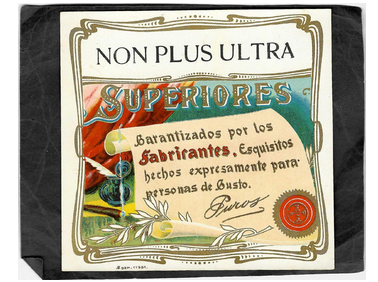 NON PLUS ULTRA
SUPERIORES
Garantizados por los
Fabricantes, Esquisitos
hechos expresamente para
personas de Gusto.
Puros